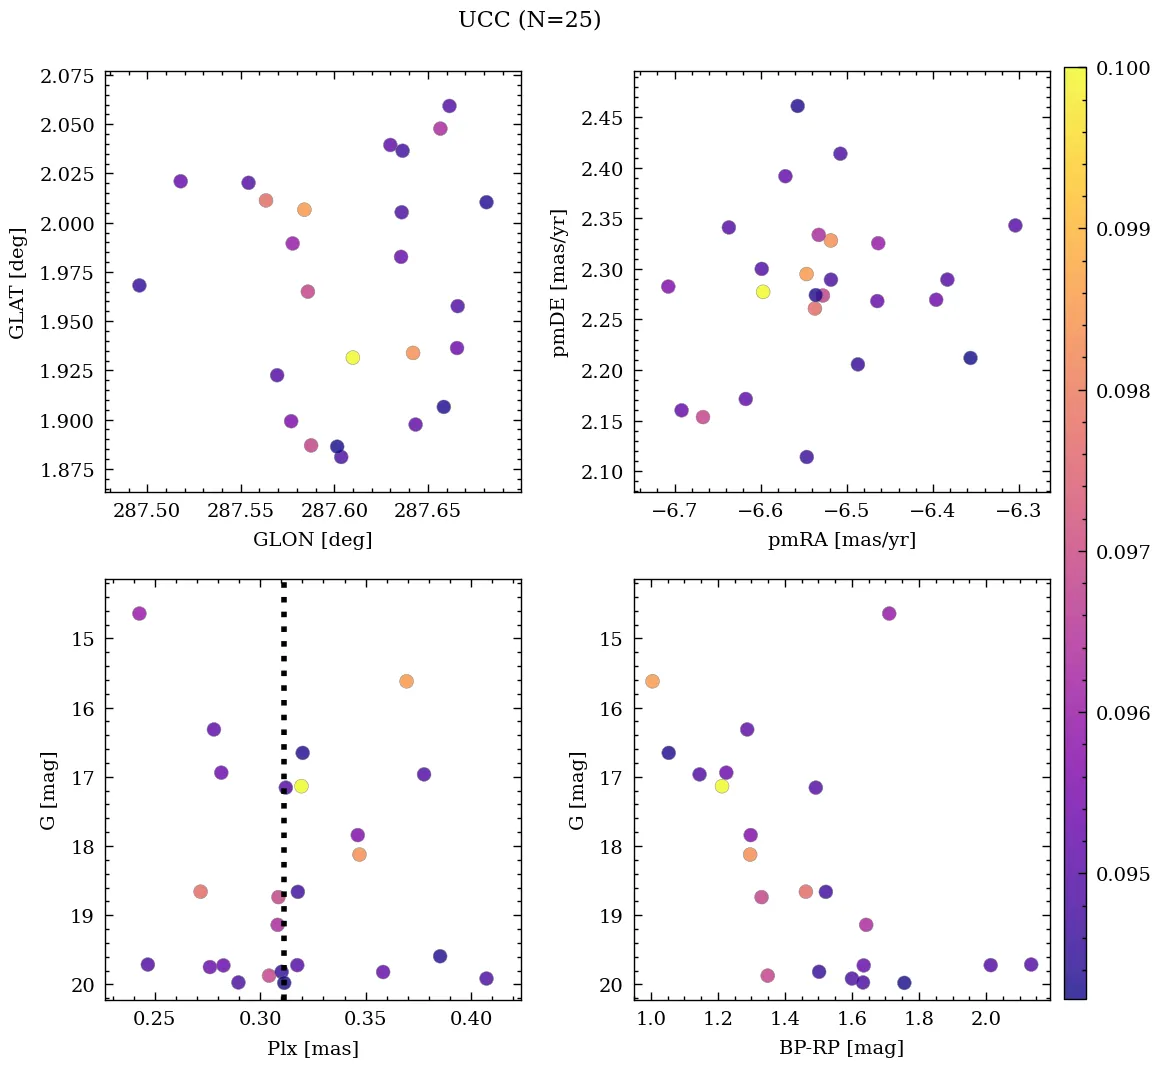 UCC (N=25)
2.075
2.050
2.025
2.000
1.975
1.950
1.925
1.900
1.875
GLAT [deg]
287.50 287.55 287.60 287.65
GLON [deg]
2.45
2.40
2.35
2.30
2.25
2.20
2.15
2.10
pmDE [mas/yr]
−6.7 −6.6 −6.5 −6.4 −6.3
pmRA [mas/yr]
15
16
17
18
19
20
G [mag]
0.25 0.30 0.35 0.40
Plx [mas]
15
16
17
18
19
20
G [mag]
1.0 1.2 1.4 1.6 1.8 2.0
BP-RP [mag]
0.100
0.099
0.098
0.097
0.096
0.095